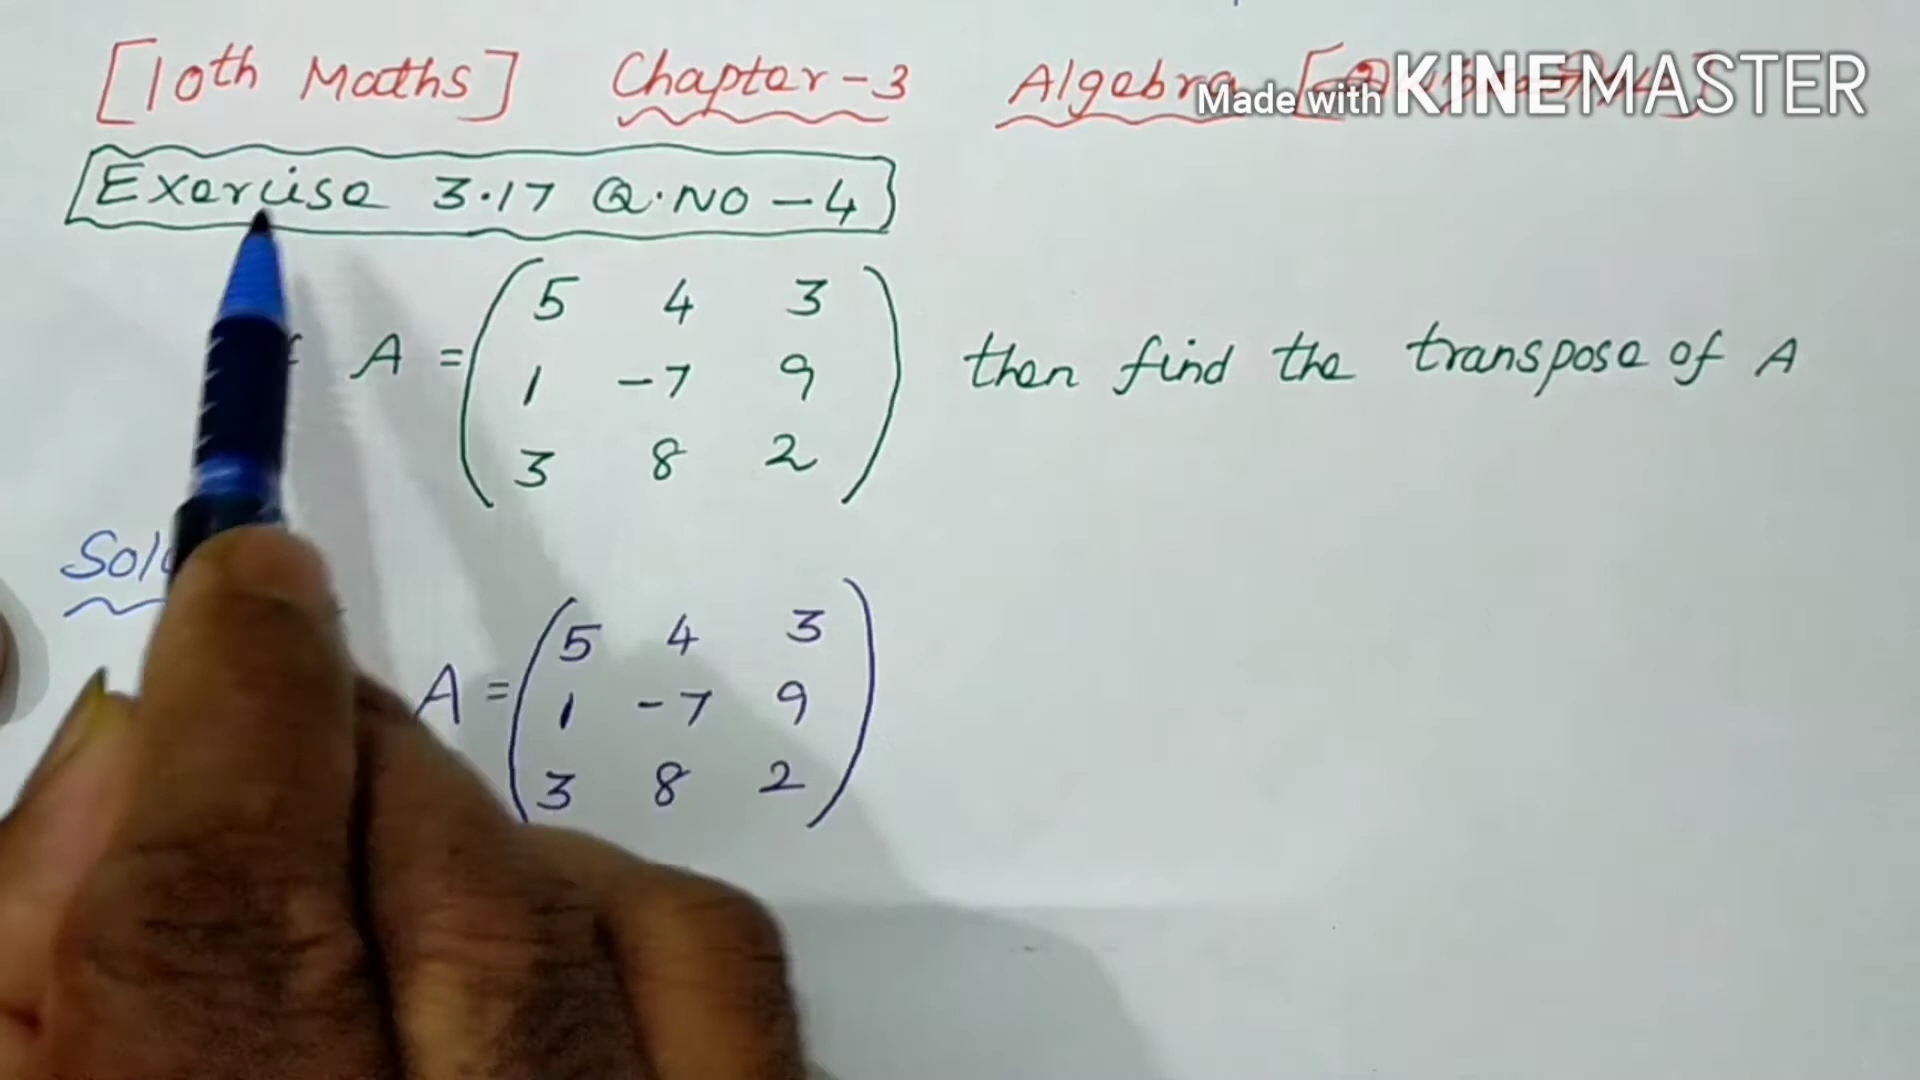 [10th Maths] Chapter-3 Algebra [
Made with KINEMASTER
Exercise 3.17 Q.NO-4
A = ( 5 4 3
1 -7 9
3 8 2 ) then find the transpose of A
A = ( 5 4 3
1 -7 9
3 8 2 )